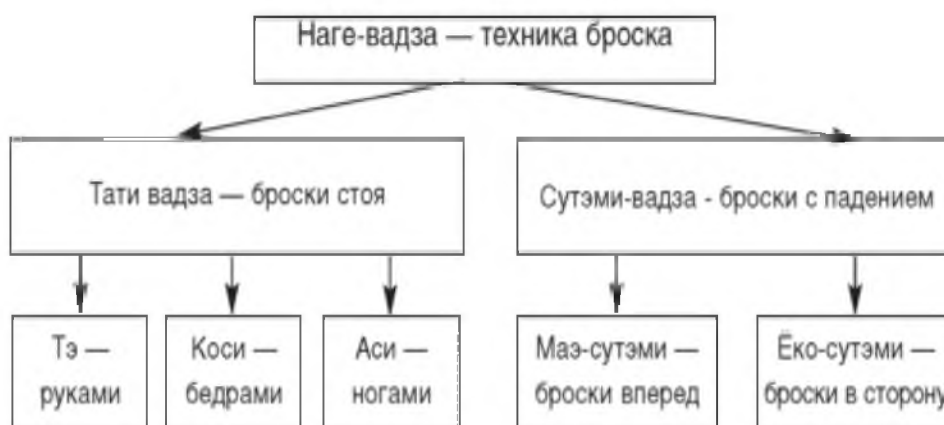 Наге-вадза — техника броска
Тати вадза — броски стоя
Сутэми-вадза - броски с падением
Тэ —
руками
Коси —
бедрами
Аси —
ногами
Маэ-сутэми —
броски вперед
Ёко-сутэми —
броски в сторону